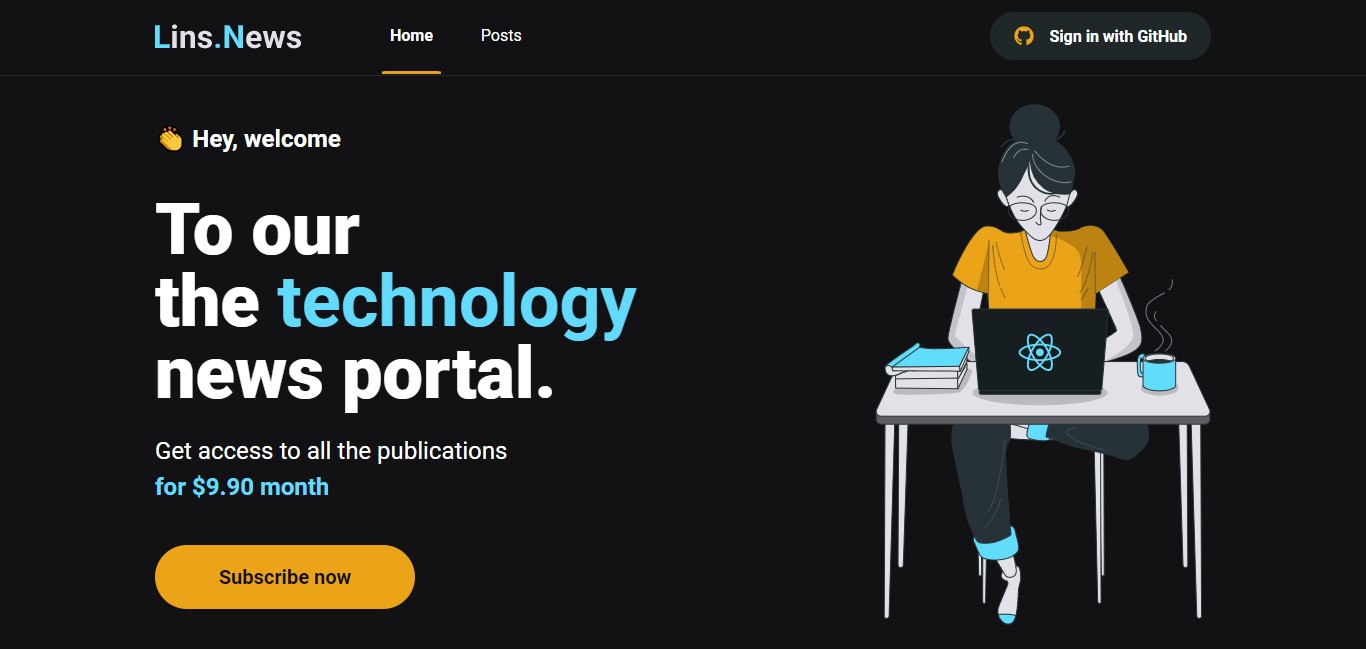 Lins.News
Home
Posts
Sign in with GitHub
👏 Hey, welcome
To our
the technology
news portal.
Get access to all the publications
for $9.90 month
Subscribe now